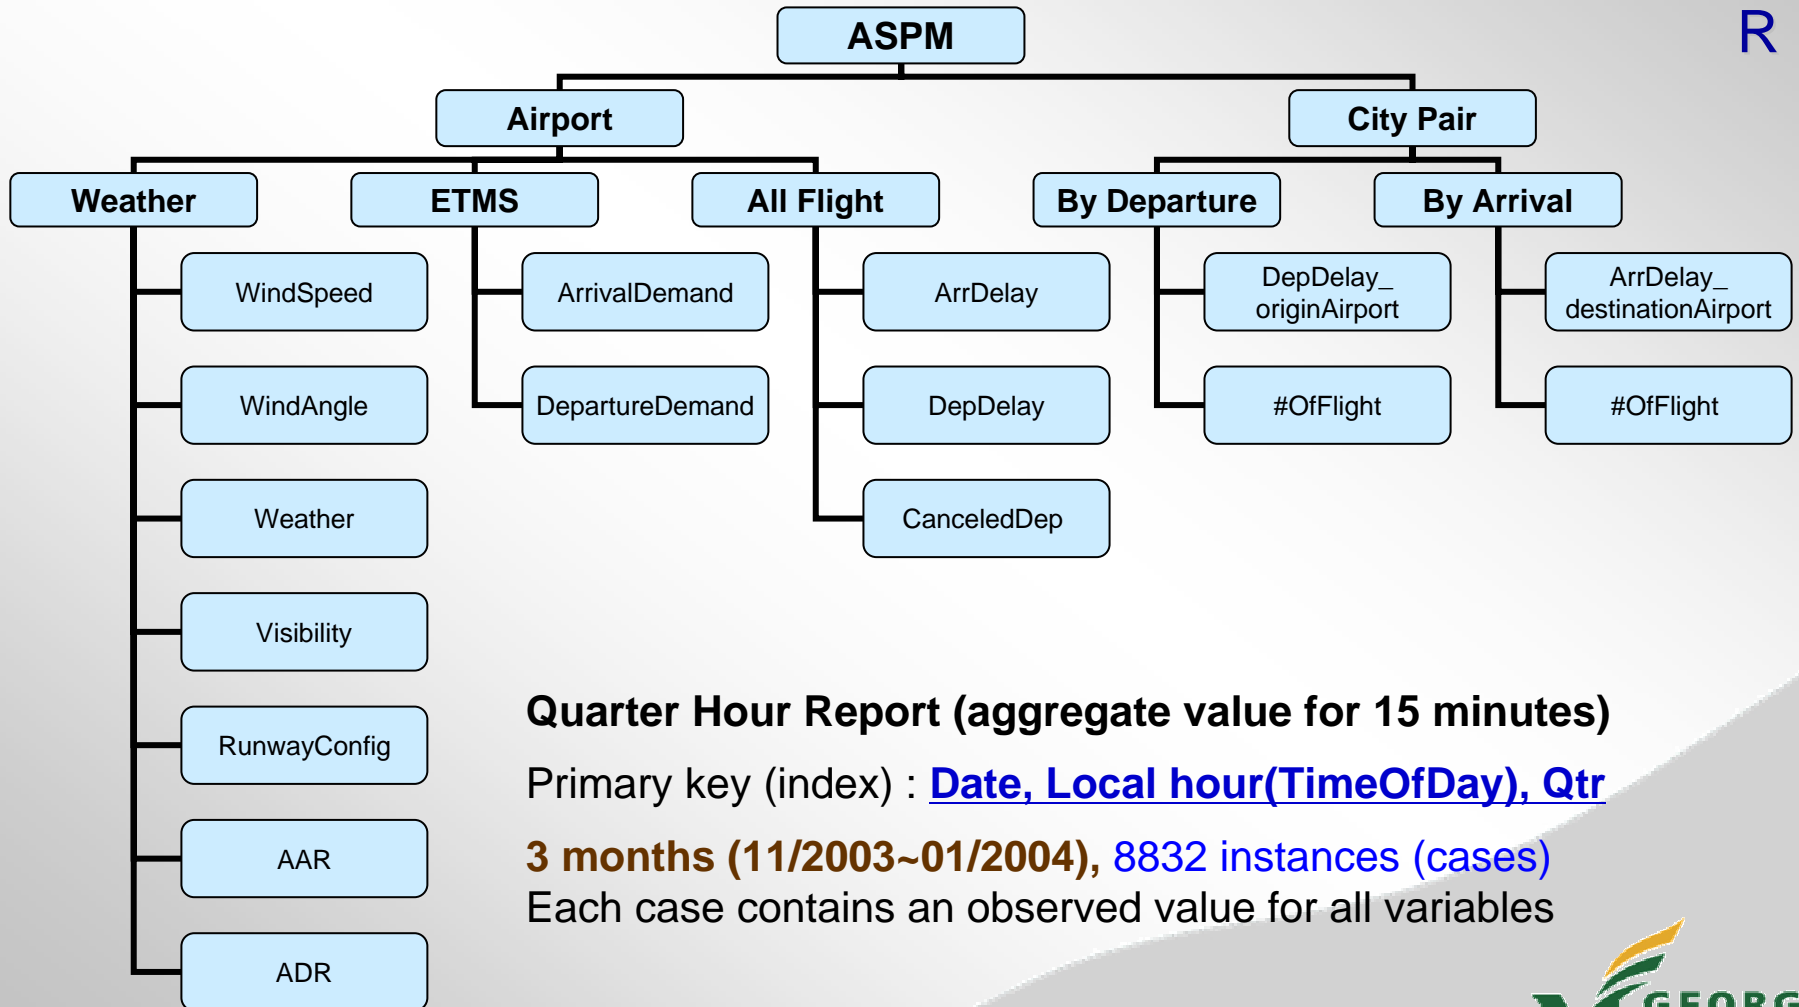 ASPM
R
Airport
City Pair
Weather
ETMS
All Flight
By Departure
By Arrival
WindSpeed
ArrivalDemand
ArrDelay
DepDelay_
originAirport
ArrDelay_
destinationAirport
WindAngle
DepartureDemand
DepDelay
#OfFlight
#OfFlight
Weather
CanceledDep
Visibility
RunwayConfig
AAR
ADR
Quarter Hour Report (aggregate value for 15 minutes)
Primary key (index) : Date, Local hour(TimeOfDay), Qtr
3 months (11/2003~01/2004), 8832 instances (cases)
Each case contains an observed value for all variables
GEORG